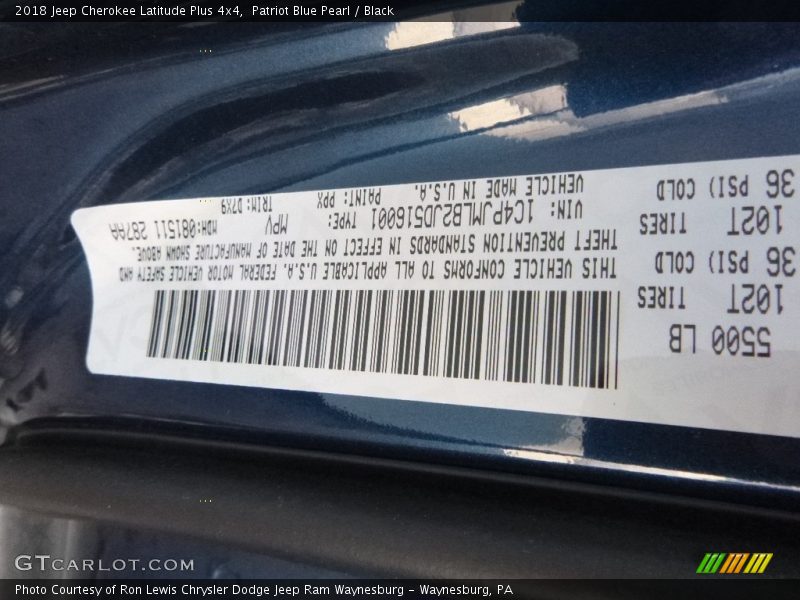 2018 Jeep Cherokee Latitude Plus 4x4, Patriot Blue Pearl / Black
5500 LB
102T TIRES
36 PSI) COLD
102T TIRES
36 PSI) COLD
THIS VEHICLE CONFORMS TO ALL APPLICABLE U.S.A. FEDERAL MOTOR VEHICLE SAFETY AND
THEFT PREVENTION STANDARDS IN EFFECT ON THE DATE OF MANUFACTURE SHOWN ABOVE.
VIN: 1C4PJMLB2JD516001 TYPE: MPV MDH:081511 287AA
VEHICLE MADE IN U.S.A. PAINT: PPX TRIM: D7X9
GTCARLOT.COM
Photo Courtesy of Ron Lewis Chrysler Dodge Jeep Ram Waynesburg - Waynesburg, PA